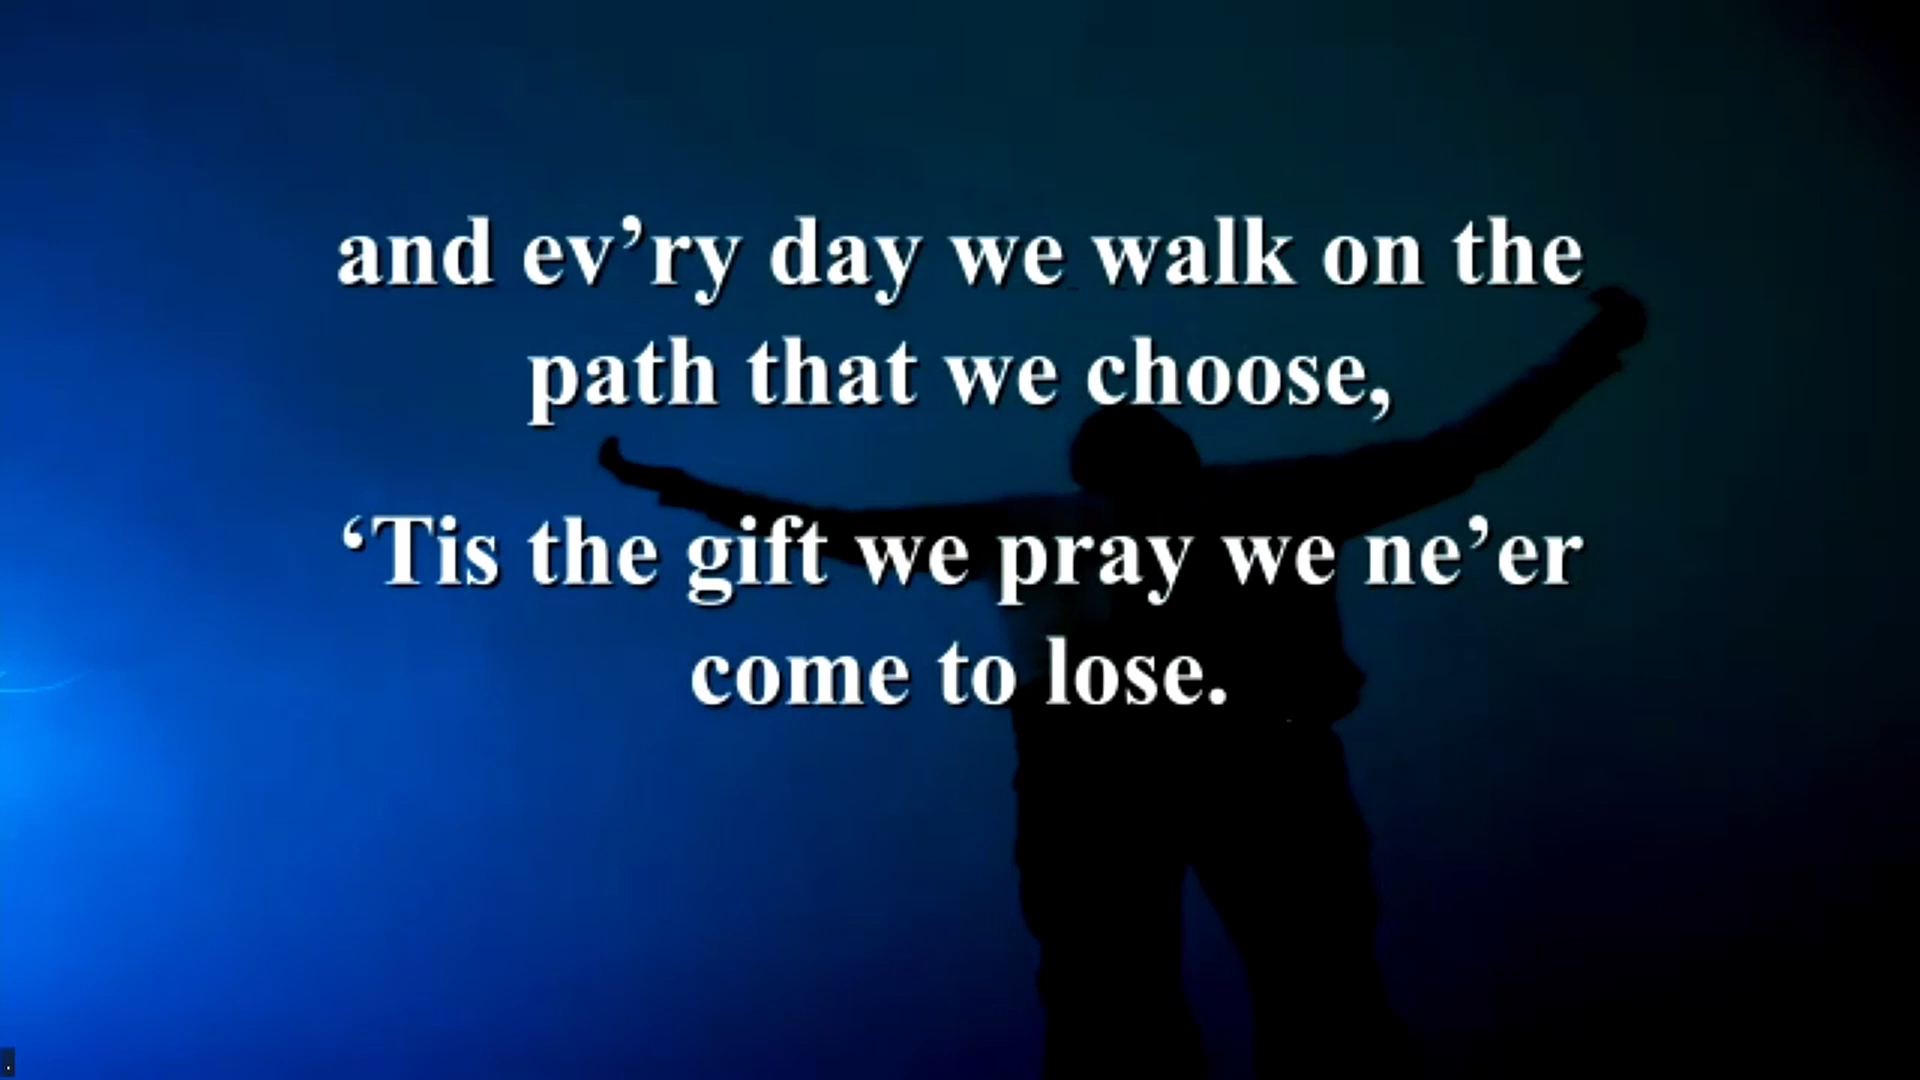 and ev’ry day we walk on the
path that we choose,
‘Tis the gift we pray we ne’er
come to lose.